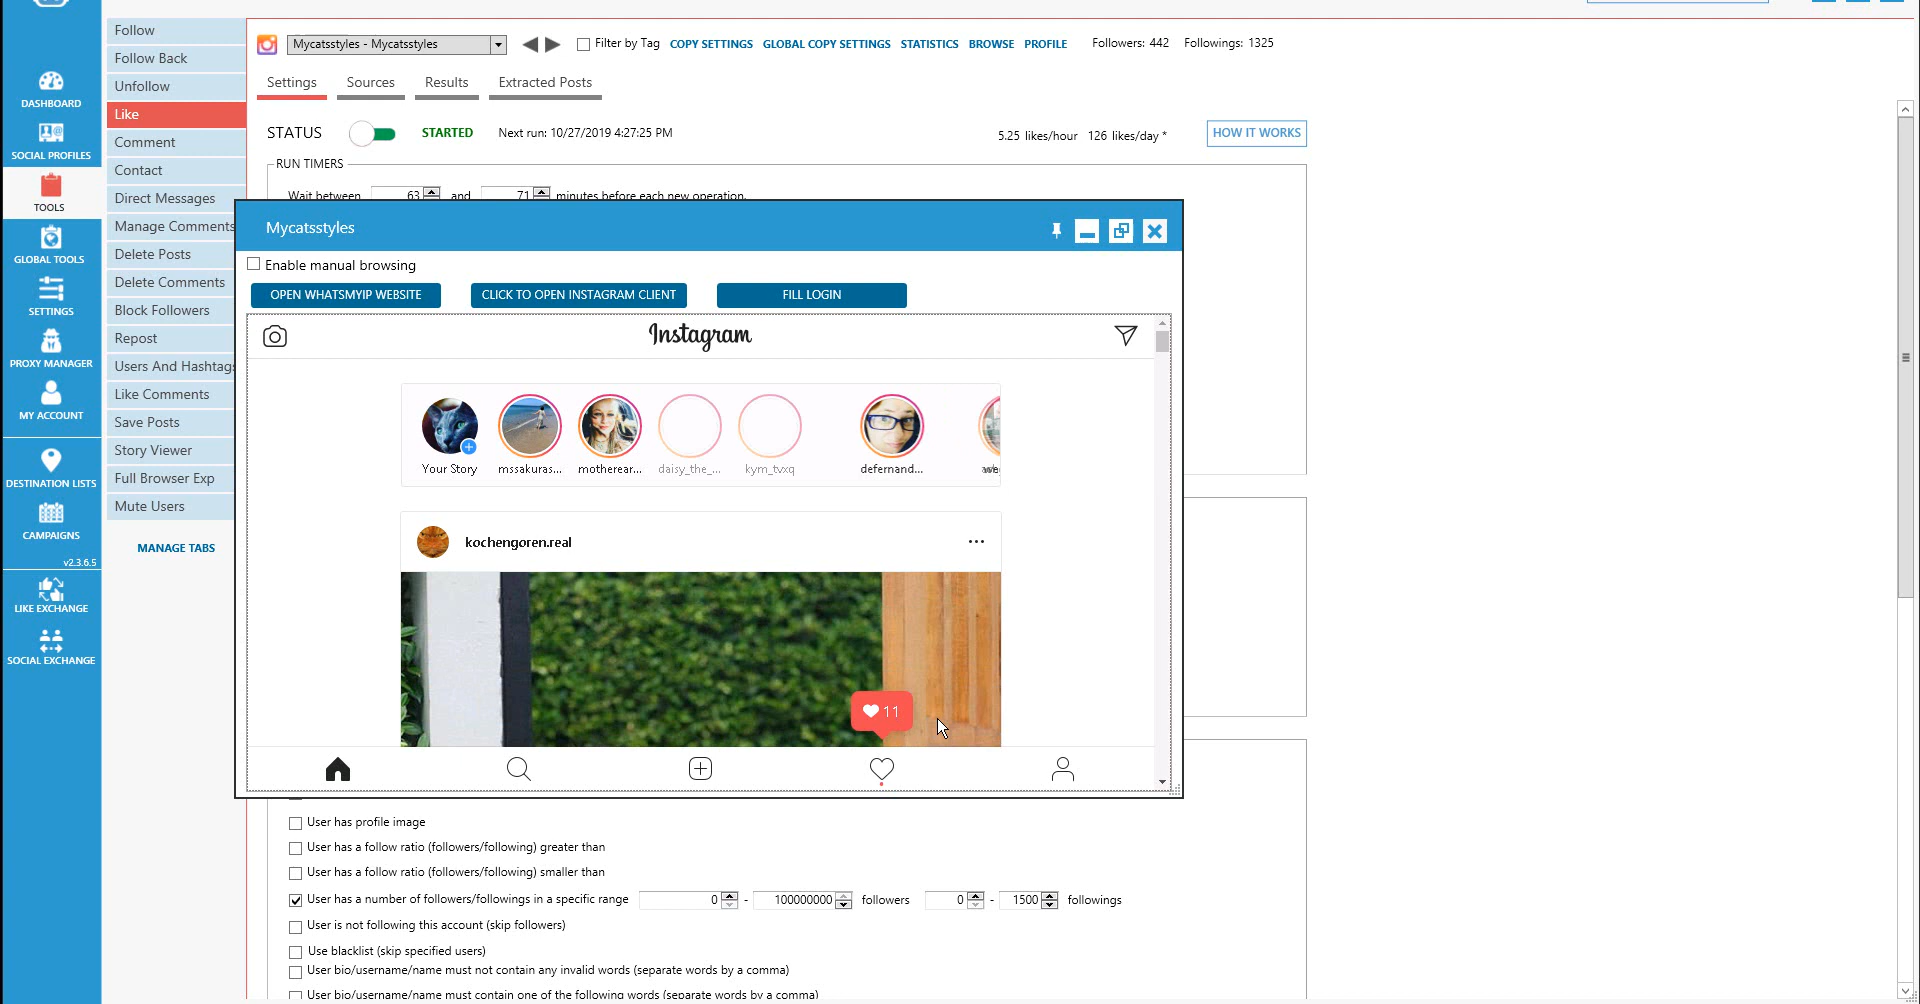 DASHBOARD
SOCIAL PROFILES
TOOLS
GLOBAL TOOLS
SETTINGS
PROXY MANAGER
MY ACCOUNT
DESTINATION LISTS
CAMPAIGNS
v2.3.6.5
LIKE EXCHANGE
SOCIAL EXCHANGE
Follow
Follow Back
Unfollow
Like
Comment
Contact
Direct Messages
Manage Comments
Delete Posts
Delete Comments
Block Followers
Repost
Users And Hashtags
Like Comments
Save Posts
Story Viewer
Full Browser Exp
Mute Users
MANAGE TABS
Mycatsstyles - Mycatsstyles Filter by Tag COPY SETTINGS GLOBAL COPY SETTINGS STATISTICS BROWSE PROFILE Followers: 442 Followings: 1325
Settings Sources Results Extracted Posts
STATUS STARTED Next run: 10/27/2019 4:27:25 PM 5.25 likes/hour 126 likes/day * HOW IT WORKS
RUN TIMERS
Wait between 63 and 71 minutes before each new operation.
Mycatsstyles
Enable manual browsing
OPEN WHATSMYIP WEBSITE CLICK TO OPEN INSTAGRAM CLIENT FILL LOGIN
Instagram
Your Story mssakuras... motherear... daisy_the_... kym_tvxq defernand...
kochengoren.real
11
User has profile image
User has a follow ratio (followers/following) greater than
User has a follow ratio (followers/following) smaller than
User has a number of followers/followings in a specific range 0 - 100000000 followers 0 - 1500 followings
User is not following this account (skip followers)
Use blacklist (skip specified users)
User bio/username/name must not contain any invalid words (separate words by a comma)
User bio/username/name must contain one of the following words (separate words by a comma)